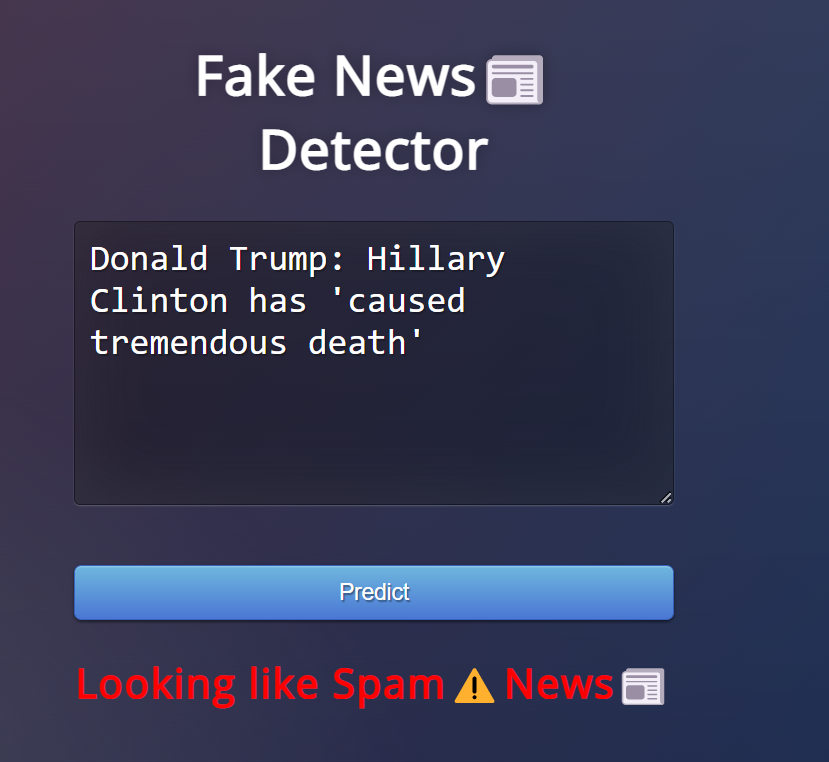 Fake News📰
Detector
Donald Trump: Hillary
Clinton has 'caused
tremendous death'
Predict
Looking like Spam⚠️News📰